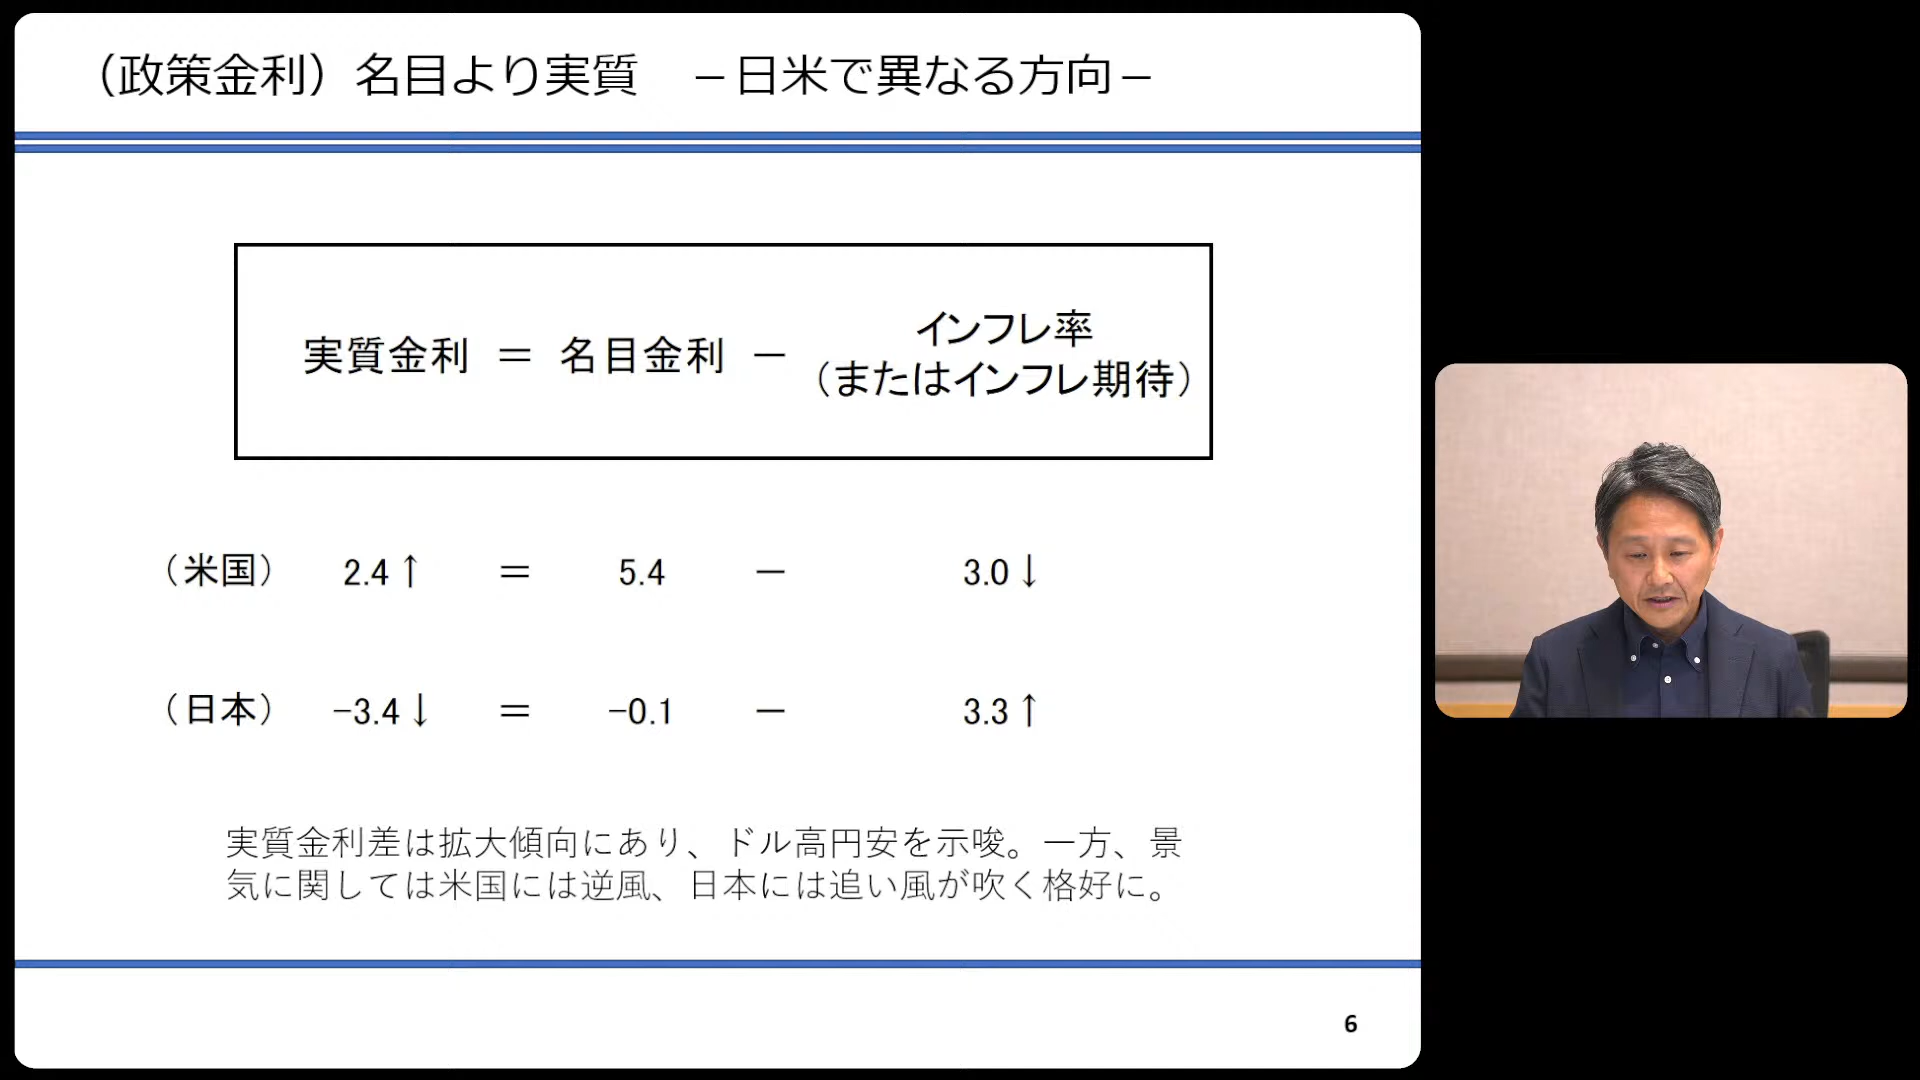 （政策金利）名目より実質　－日米で異なる方向－
実質金利 ＝ 名目金利 － インフレ率
（またはインフレ期待）
（米国） 2.4↑ ＝ 5.4 － 3.0↓
（日本） −3.4↓ ＝ −0.1 － 3.3↑
実質金利差は拡大傾向にあり、ドル高円安を示唆。一方、景
気に関しては米国には逆風、日本には追い風が吹く格好に。
6